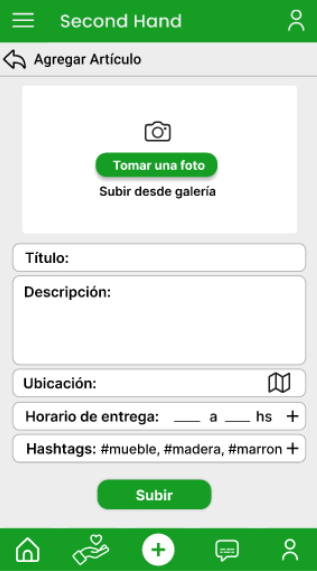 Second Hand
Agregar Artículo
Tomar una foto
Subir desde galería
Título:
Descripción:
Ubicación:
Horario de entrega: ___ a ___ hs +
Hashtags: #mueble, #madera, #marron +
Subir